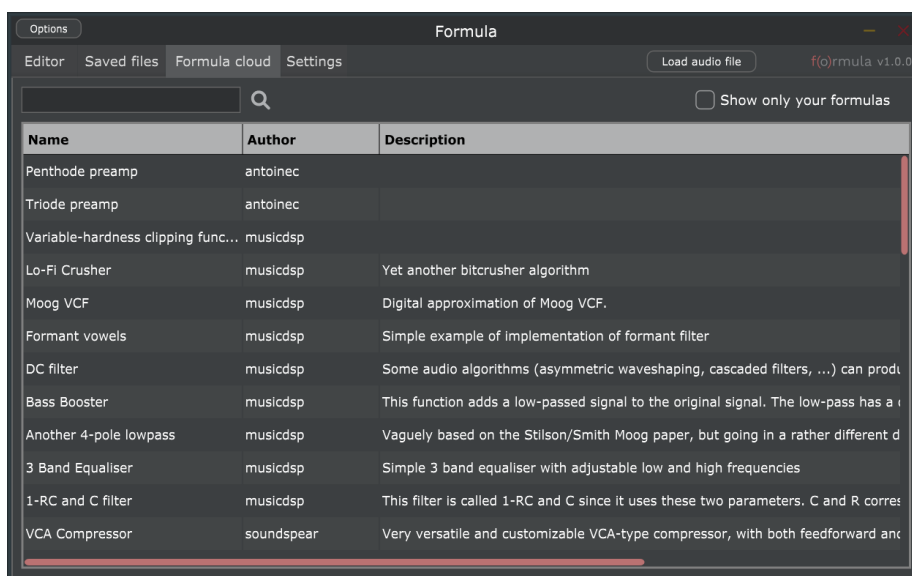 Options
Formula
Editor Saved files Formula cloud Settings Load audio file f(o)rmula v1.0.0
Show only your formulas
Name Author Description
Penthode preamp antoinec
Triode preamp antoinec
Variable-hardness clipping func... musicdsp
Lo-Fi Crusher musicdsp Yet another bitcrusher algorithm
Moog VCF musicdsp Digital approximation of Moog VCF.
Formant vowels musicdsp Simple example of implementation of formant filter
DC filter musicdsp Some audio algorithms (asymmetric waveshaping, cascaded filters, ...) can
Bass Booster musicdsp This function adds a low-passed signal to the original signal. The low-pass has a
Another 4-pole lowpass musicdsp Vaguely based on the Stilson/Smith Moog paper, but going in a rather different
3 Band Equaliser musicdsp Simple 3 band equaliser with adjustable low and high frequencies
1-RC and C filter musicdsp This filter is called 1-RC and C since it uses these two parameters. C and R
VCA Compressor soundspear Very versatile and customizable VCA-type compressor, with both feedforward